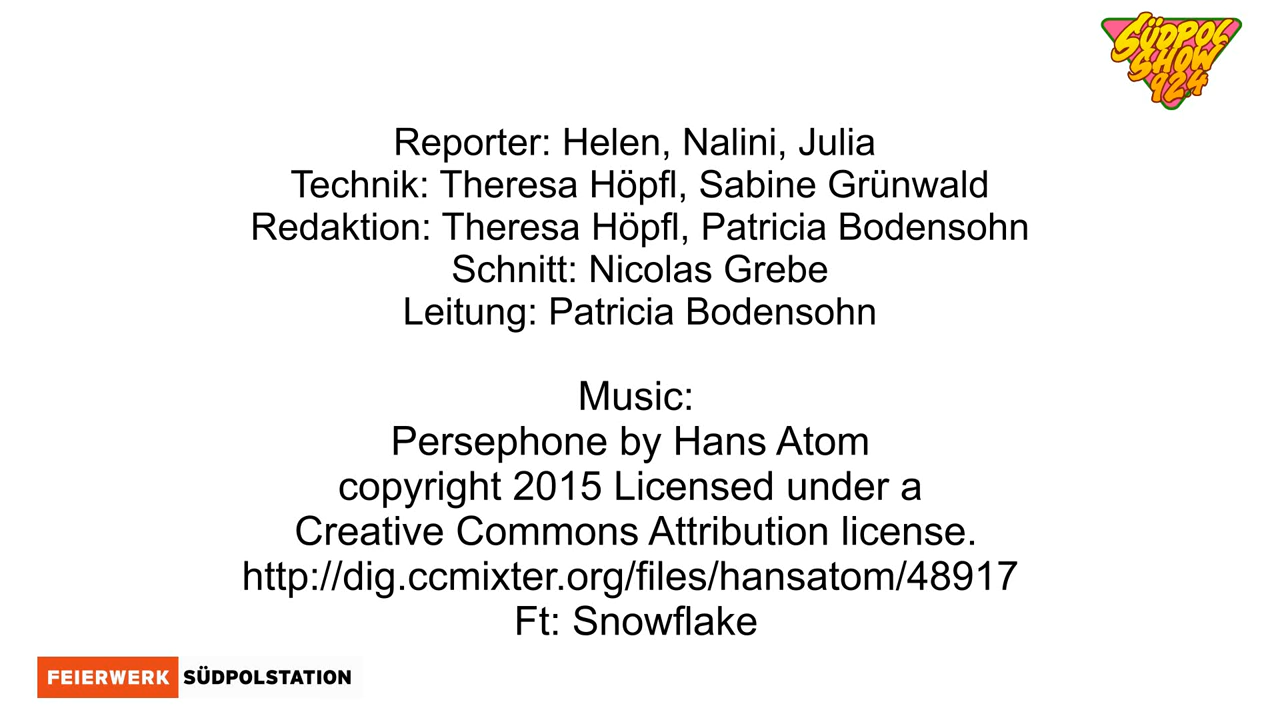 SÜDPOL
SHOW
92.4
Reporter: Helen, Nalini, Julia
Technik: Theresa Höpfl, Sabine Grünwald
Redaktion: Theresa Höpfl, Patricia Bodensohn
Schnitt: Nicolas Grebe
Leitung: Patricia Bodensohn
Music:
Persephone by Hans Atom
copyright 2015 Licensed under a
Creative Commons Attribution license.
http://dig.ccmixter.org/files/hansatom/48917
Ft: Snowflake
FEIERWERK SÜDPOLSTATION